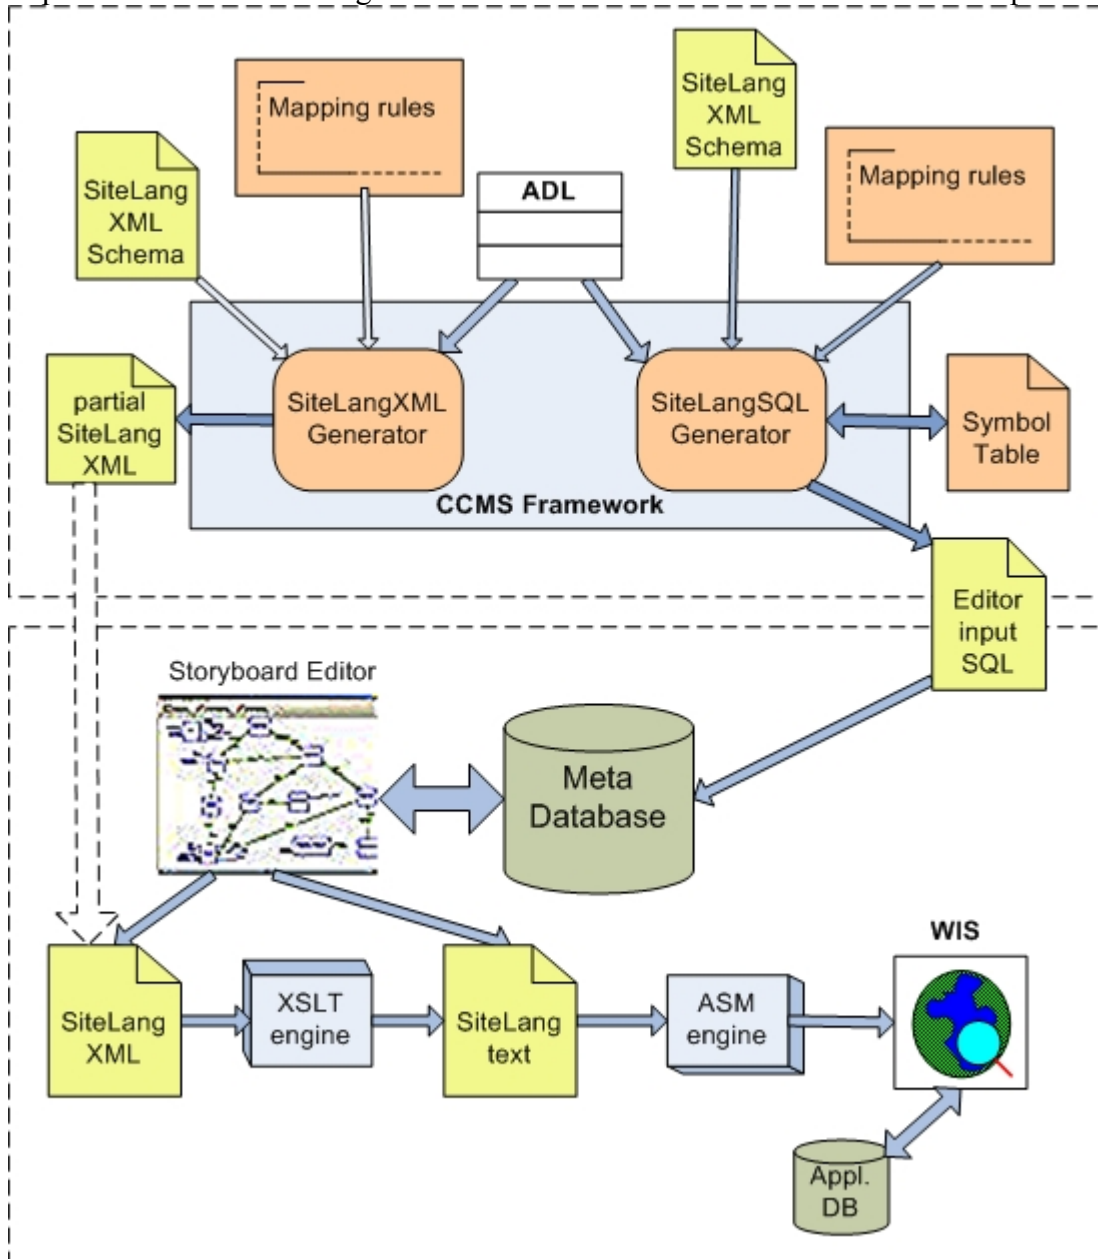 SiteLang
XML
Schema
Mapping rules
ADL
SiteLang
XML
Schema
Mapping rules
partial
SiteLang
XML
SiteLangXML
Generator
SiteLangSQL
Generator
Symbol
Table
CCMS Framework
Editor
input
SQL
Storyboard Editor
Meta
Database
WIS
SiteLang
XML
XSLT
engine
SiteLang
text
ASM
engine
Appl.
DB